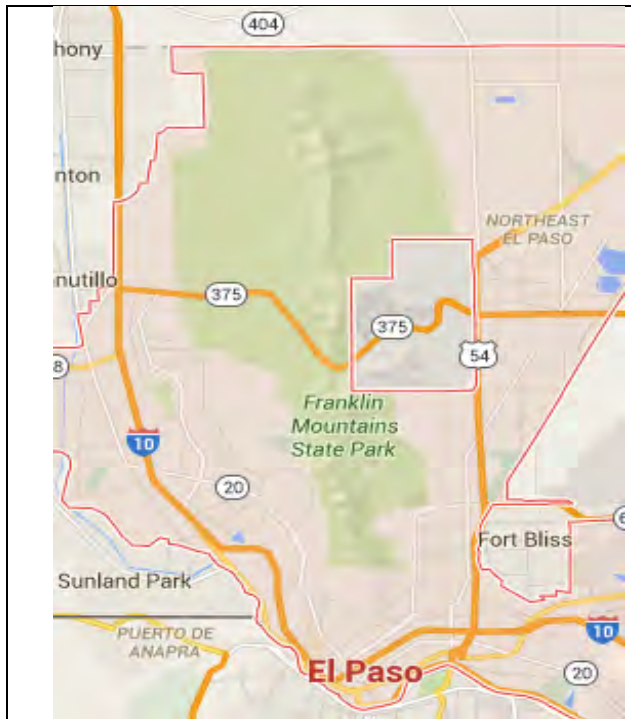 404
hony
nton
NORTHEAST
EL PASO
nutillo
375
375
54
8
Franklin
Mountains
State Park
10
20
6
Fort Bliss
Sunland Park
PUERTO DE
ANAPRA
10
El Paso
20